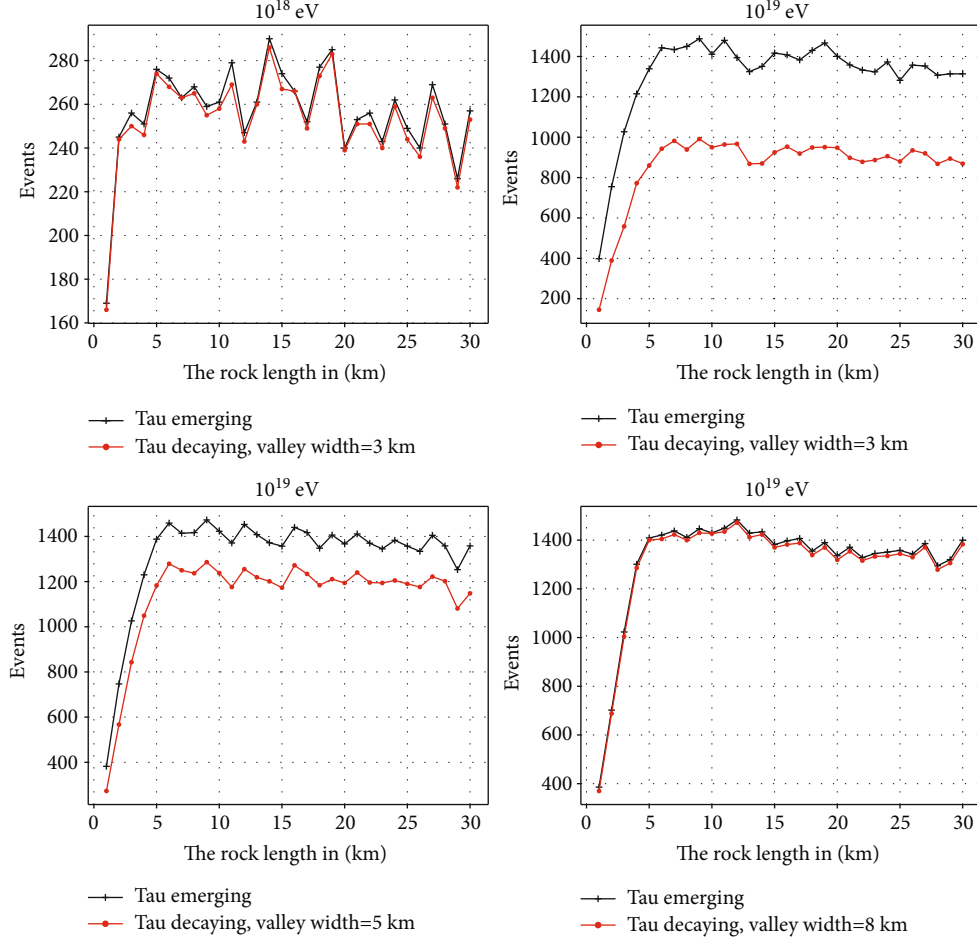 10^18 eV
280
260
240
220
200
180
160
Events
0 5 10 15 20 25 30
The rock length in (km)
Tau emerging
Tau decaying, valley width=3 km
10^19 eV
1400
1200
1000
800
600
400
200
Events
0 5 10 15 20 25 30
The rock length in (km)
Tau emerging
Tau decaying, valley width=3 km
10^19 eV
1400
1200
1000
800
600
400
Events
0 5 10 15 20 25 30
The rock length in (km)
Tau emerging
Tau decaying, valley width=5 km
10^19 eV
1400
1200
1000
800
600
400
Events
0 5 10 15 20 25 30
The rock length in (km)
Tau emerging
Tau decaying, valley width=8 km